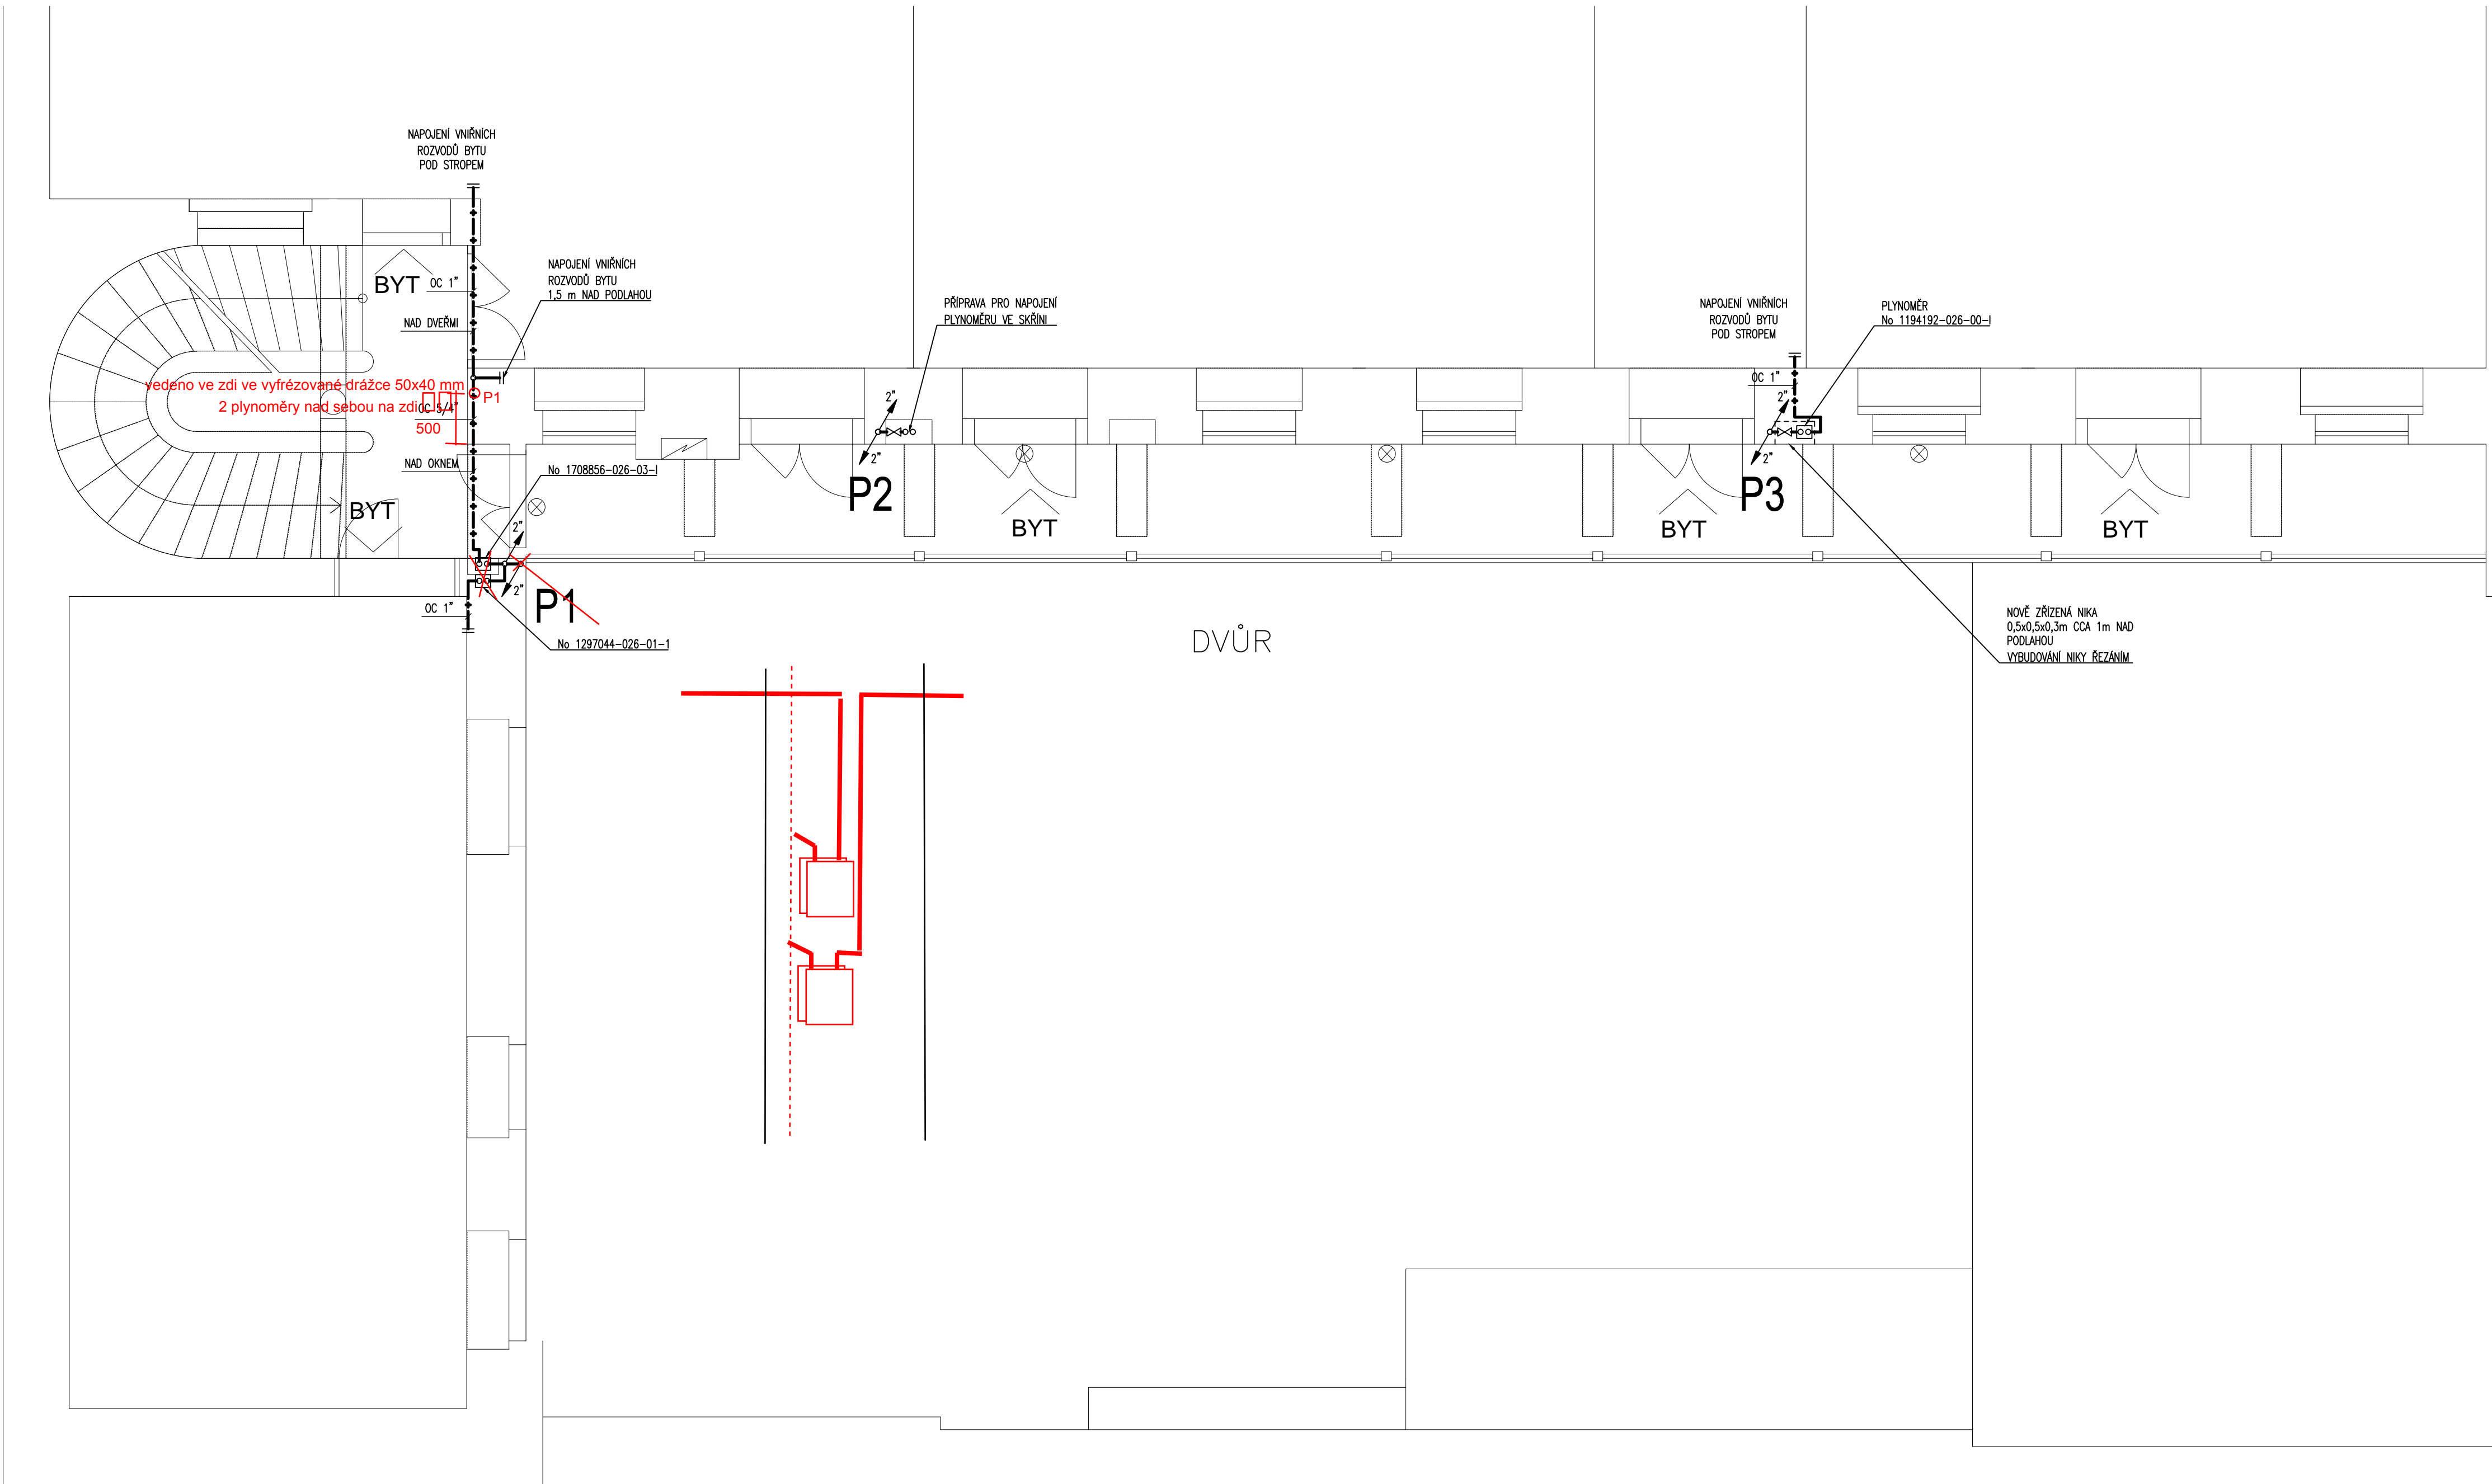 NAPOJENÍ VNIŘNÍCH
ROZVODŮ BYTU
POD STROPEM
NAPOJENÍ VNIŘNÍCH
ROZVODŮ BYTU
1,5 m NAD PODLAHOU
BYT
OC 1"
NAD DVEŘMI
PŘÍPRAVA PRO NAPOJENÍ
PLYNOMĚRU VE SKŘÍNI
NAPOJENÍ VNIŘNÍCH
ROZVODŮ BYTU
POD STROPEM
PLYNOMĚR
No 1194192-026-00-I
OC 1"
vedeno ve zdi ve vyfrézované drážce 50x40 mm
P1
2 plynoměry nad sebou na zdi
OC 5/4"
500
2"
2"
2"
2"
NAD OKNEM
No 1708856-026-03-I
P2
P3
BYT
BYT
BYT
BYT
2"
2"
OC 1"
P1
No 1297044-026-01-1
DVŮR
NOVĚ ZŘÍZENÁ NIKA
0,5x0,5x0,3m CCA 1m NAD
PODLAHOU
VYBUDOVÁNÍ NIKY ŘEZÁNÍM